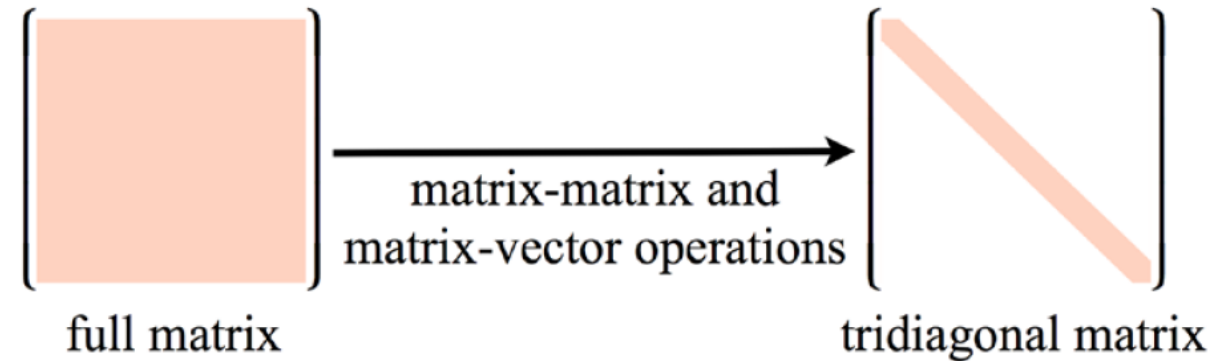 matrix-matrix and
matrix-vector operations
full matrix
tridiagonal matrix